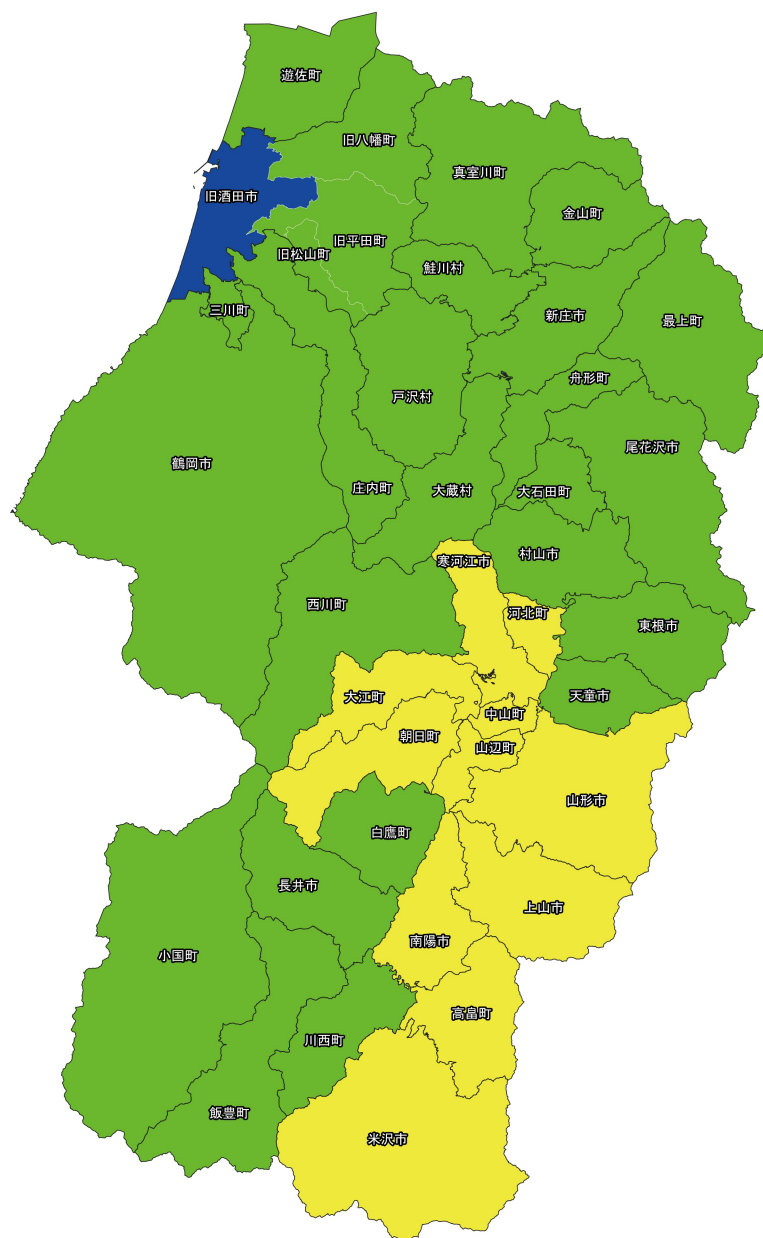 遊佐町
旧八幡町
真室川町
旧酒田市
金山町
旧平田町
旧松山町
鮭川村
三川町
新庄市
最上町
舟形町
戸沢村
尾花沢市
鶴岡市
庄内町
大蔵村
大石田町
村山市
寒河江市
西川町
河北町
東根市
大江町
天童市
中山町
朝日町
山辺町
山形市
白鷹町
長井市
上山市
南陽市
小国町
高畠町
川西町
飯豊町
米沢市